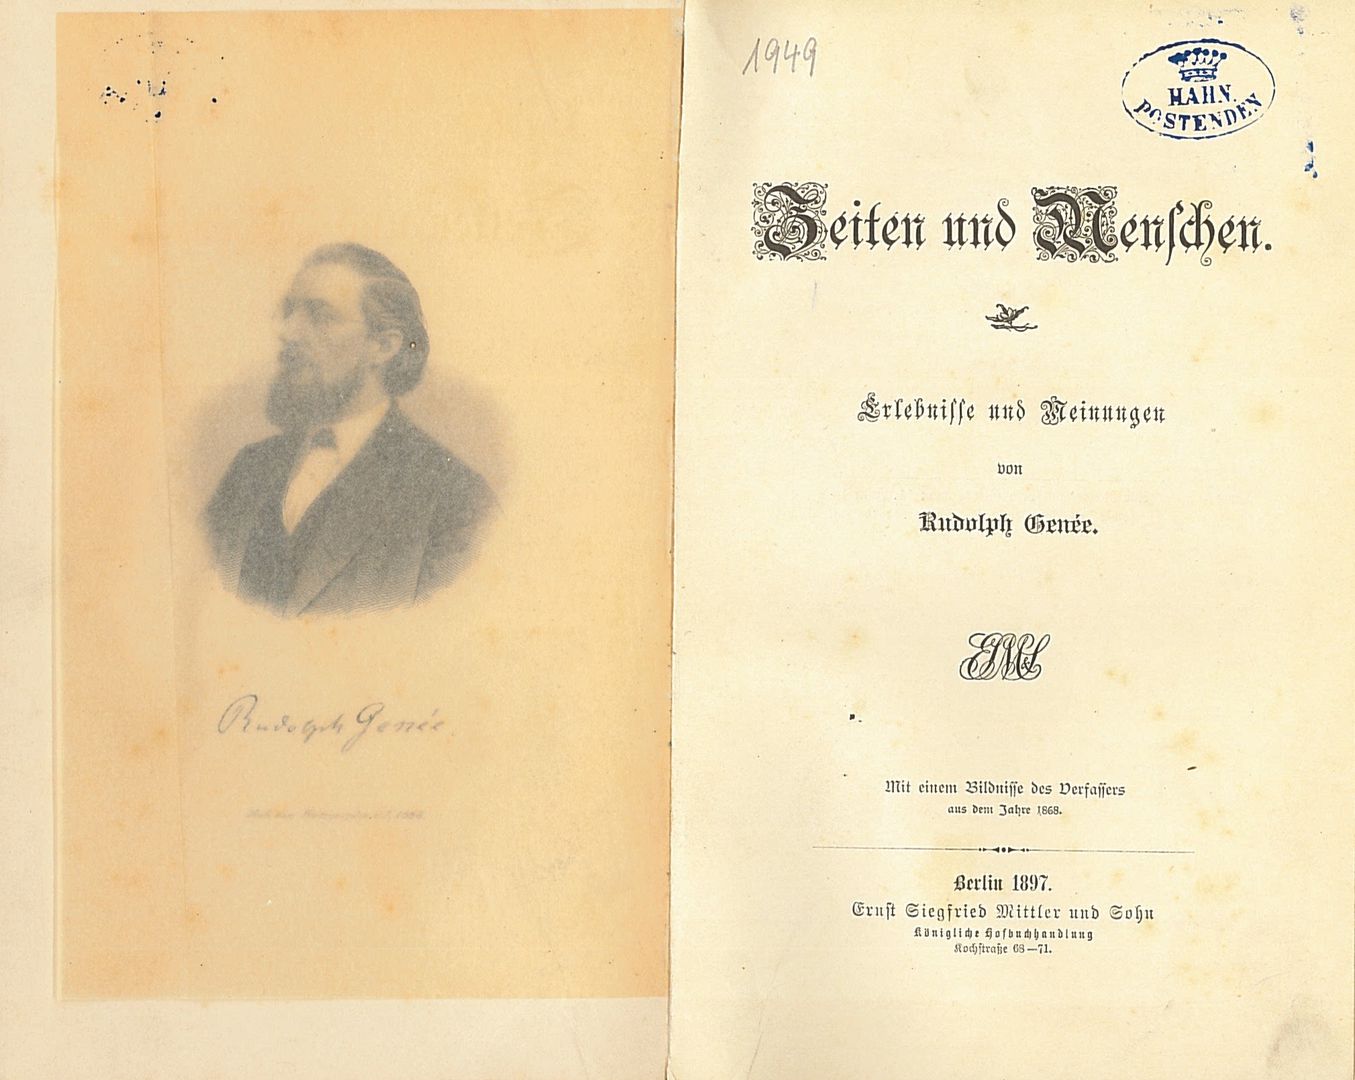 Rudolph Genée
1949
HAHN.
POSTENDEN
Zeiten und Menschen.
Erlebnisse und Meinungen
von
Rudolph Genée.
Mit einem Bildnisse des Verfassers
aus dem Jahre 1868.
Berlin 1897.
Ernst Siegfried Mittler und Sohn
Königliche Hofbuchhandlung
Kochstraße 68—71.